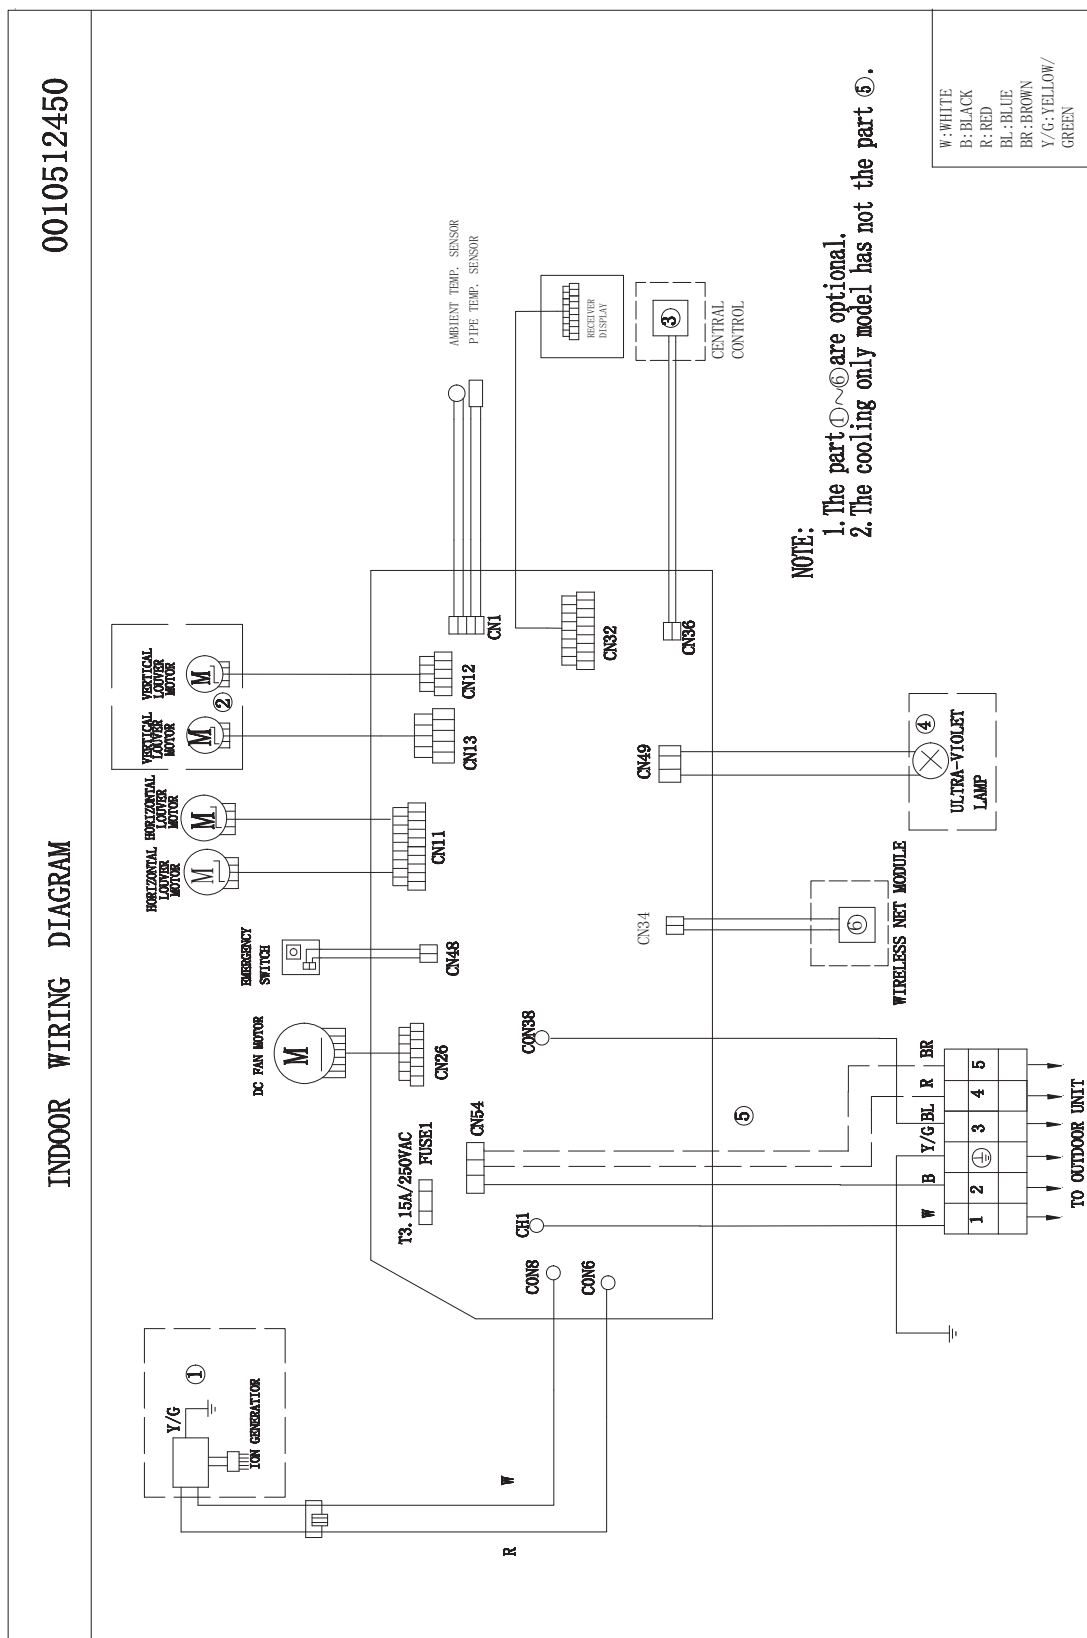 INDOOR WIRING DIAGRAM
0010512450
Y/G
①
ION GENERATIOR
R
W
CON8
CON6
CH1
T3.15A/250VAC
FUSE1
CN54
DC FAN MOTOR
M
CN26
EMERGENCY
SWITCH
CN48
HORIZONTAL
LOUVER
MOTOR
M
HORIZONTAL
LOUVER
MOTOR
M
CN11
VERTICAL
LOUVER
MOTOR
M
②
VERTICAL
LOUVER
MOTOR
M
CN13
CN12
CN1
AMBIENT TEMP. SENSOR
PIPE TEMP. SENSOR
CN32
RECEIVER
DISPLAY
CN36
③
CENTRAL
CONTROL
CON38
CN34
⑥
WIRELESS NET MODULE
CN49
④
ULTRA-VIOLET
LAMP
⑤
W
B
Y/G
BL
R
BR
1
2
3
4
5
TO OUTDOOR UNIT
NOTE:
1.The part①~⑥are optional.
2.The cooling only model has not the part ⑤.
W:WHITE
B:BLACK
R:RED
BL:BLUE
BR:BROWN
Y/G:YELLOW/
GREEN